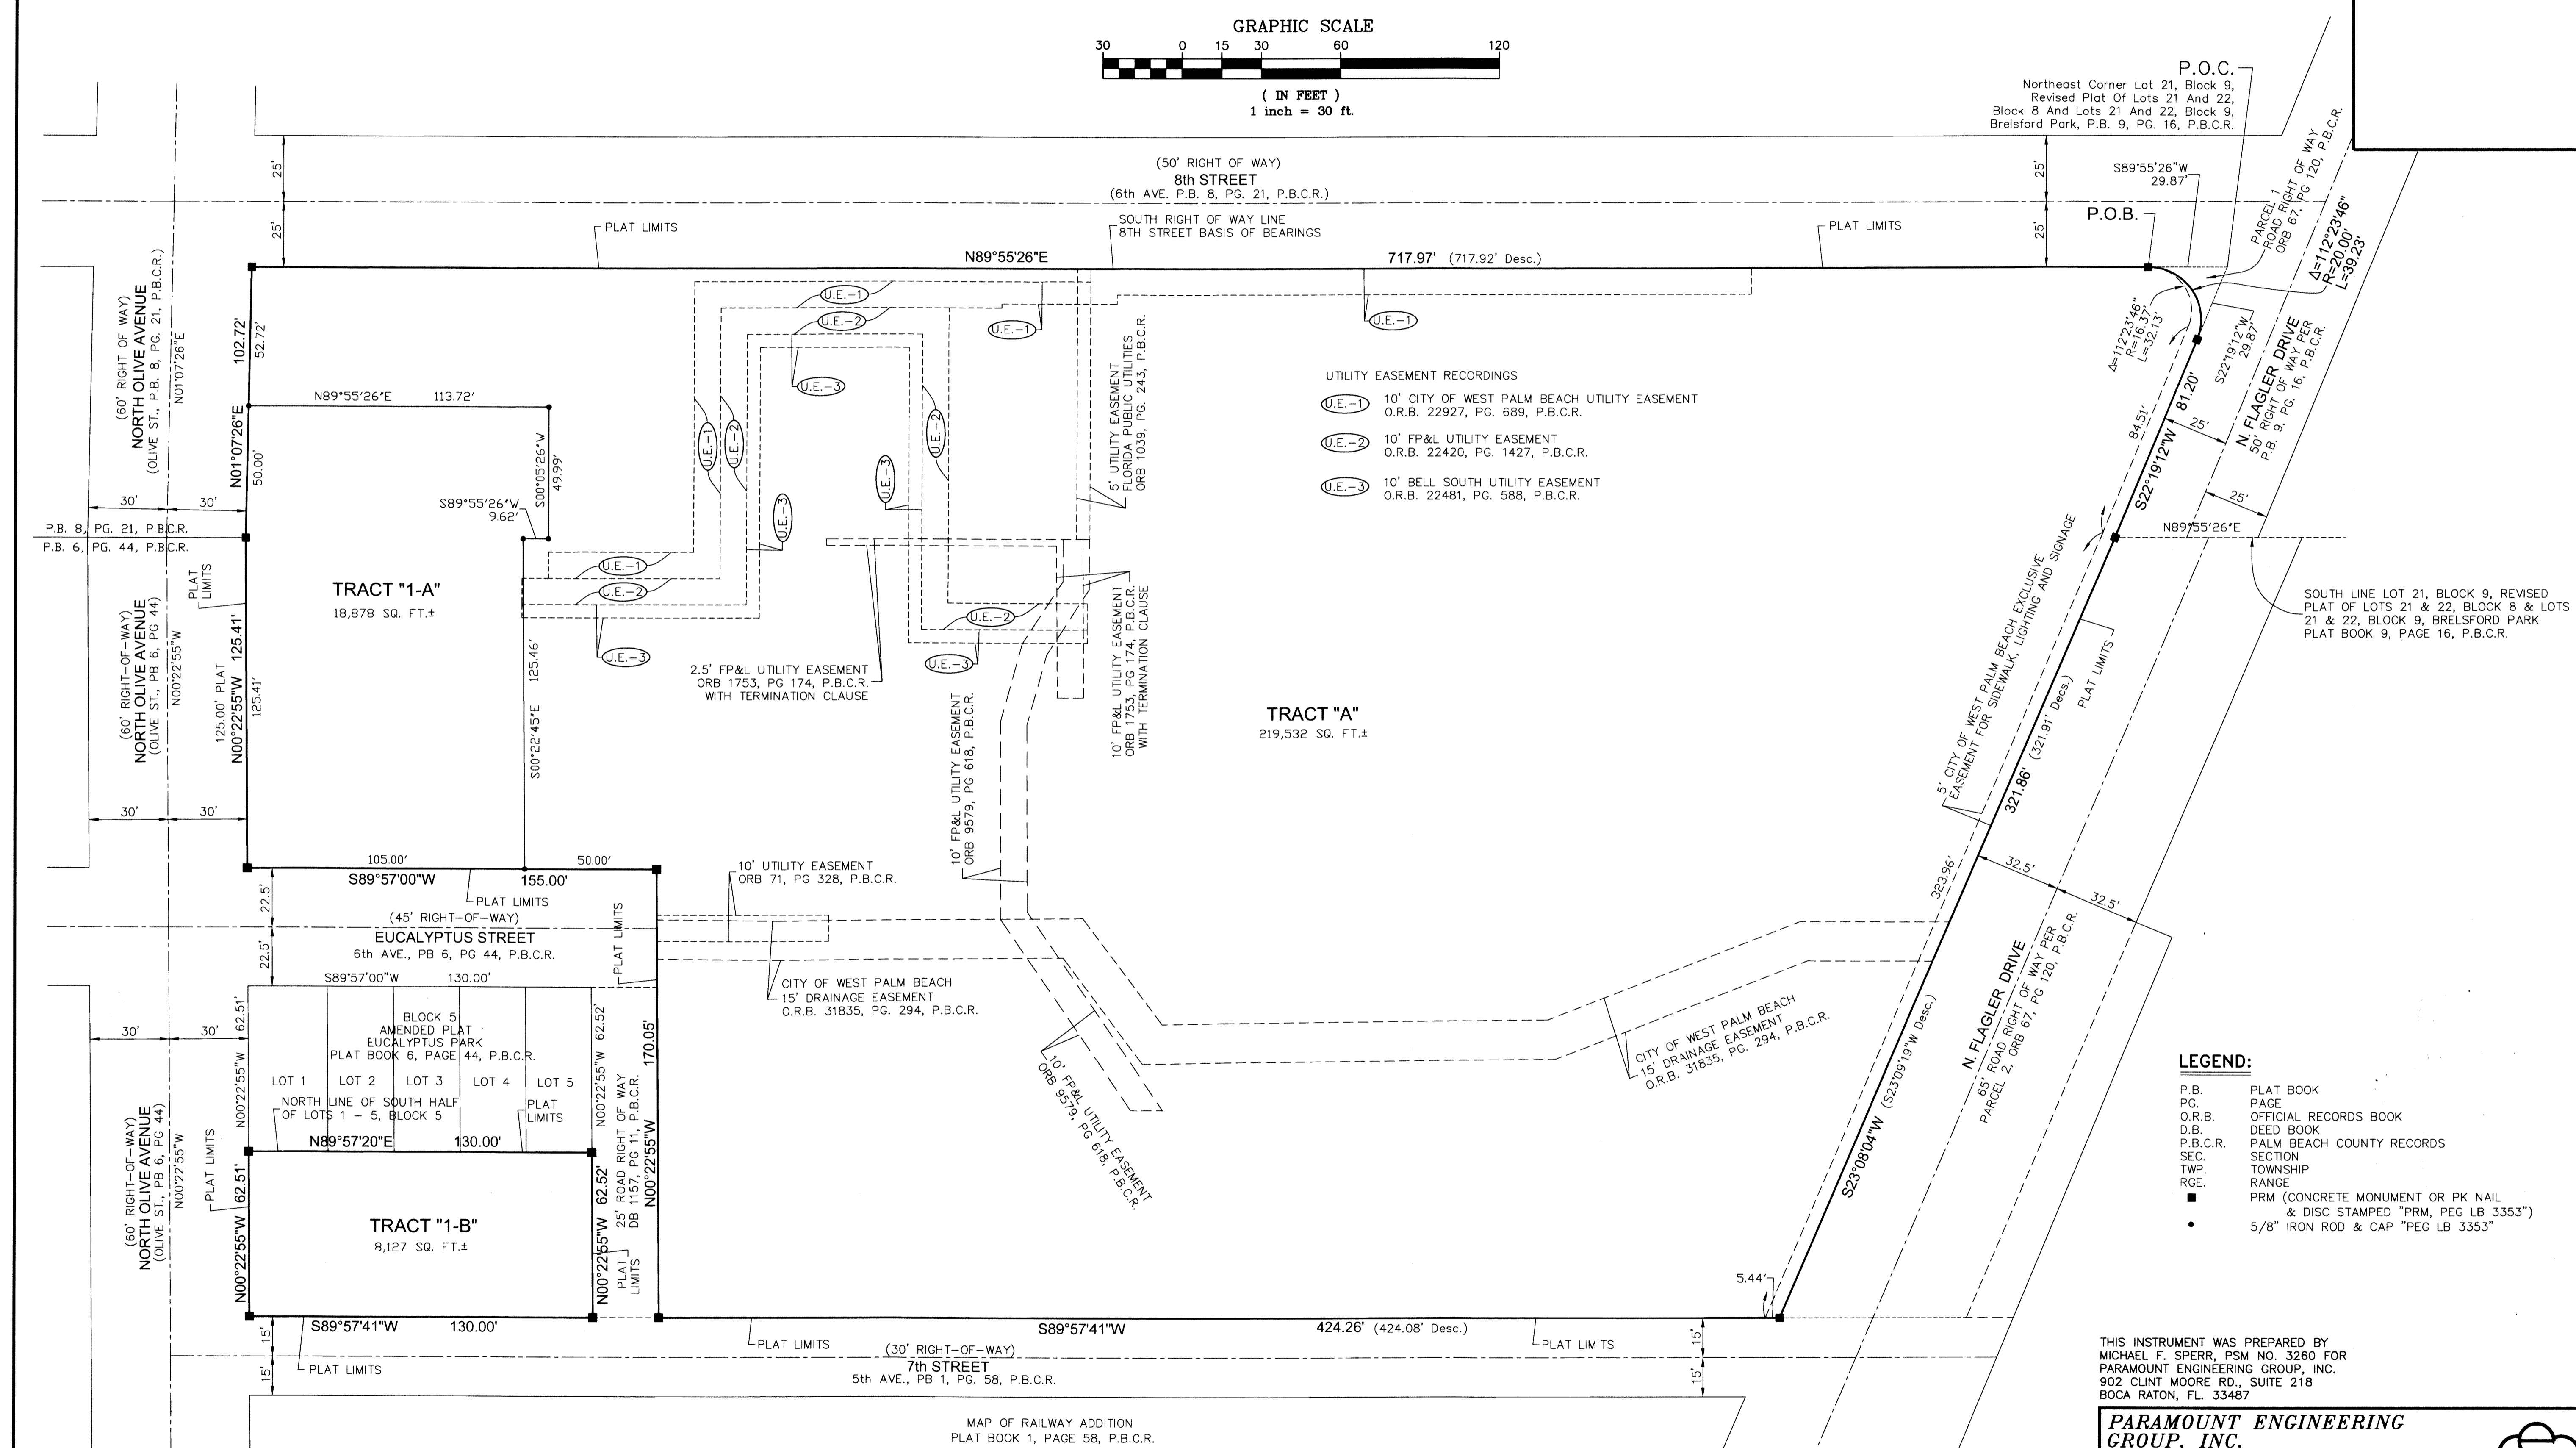 GRAPHIC SCALE
30 0 15 30 60 120
( IN FEET )
1 inch = 30 ft.
P.O.C.
Northeast Corner Lot 21, Block 9,
Revised Plat Of Lots 21 And 22,
Block 8 And Lots 21 And 22, Block 9,
Brelsford Park, P.B. 9, PG. 16, P.B.C.R.
25'
25'
(50' RIGHT OF WAY)
8th STREET
(6th AVE. P.B. 8, PG. 21, P.B.C.R.)
25'
25'
S89°55'26"W
29.87'
P.O.B.
PARCEL 1
ROAD RIGHT OF WAY
ORB 67, PG 120, P.B.C.R.
Δ=112°23'46"
R=20.00'
L=39.23'
PLAT LIMITS
SOUTH RIGHT OF WAY LINE
8TH STREET BASIS OF BEARINGS
PLAT LIMITS
N89°55'26"E
717.97' (717.92' Desc.)
(60' RIGHT OF WAY)
NORTH OLIVE AVENUE
(OLIVE ST., P.B. 8, PG. 21, P.B.C.R.)
N01°07'26"E
102.72'
52.72'
N01°07'26"E
50.00'
N89°55'26"E 113.72'
S00°05'26"W
49.99'
S89°55'26"W
9.62'
30' 30'
P.B. 8, PG. 21, P.B.C.R.
P.B. 6, PG. 44, P.B.C.R.
U.E.-1
U.E.-2
U.E.-3
U.E.-1
U.E.-1
U.E.-1
U.E.-2
U.E.-2
U.E.-3
U.E.-3
5' UTILITY EASEMENT
FLORIDA PUBLIC UTILITIES
ORB 1039, PG. 243, P.B.C.R.
UTILITY EASEMENT RECORDINGS
U.E.-1 10' CITY OF WEST PALM BEACH UTILITY EASEMENT
O.R.B. 22927, PG. 689, P.B.C.R.
U.E.-2 10' FP&L UTILITY EASEMENT
O.R.B. 22420, PG. 1427, P.B.C.R.
U.E.-3 10' BELL SOUTH UTILITY EASEMENT
O.R.B. 22481, PG. 588, P.B.C.R.
Δ=112°23'46"
R=16.37'
L=32.13'
S22°19'12"W
29.87'
N. FLAGLER DRIVE
50' RIGHT OF WAY PER
P.B. 9, PG. 16, P.B.C.R.
84.51'
81.20'
S22°19'12"W
25'
25'
N89°55'26"E
SOUTH LINE LOT 21, BLOCK 9, REVISED
PLAT OF LOTS 21 & 22, BLOCK 8 & LOTS
21 & 22, BLOCK 9, BRELSFORD PARK
PLAT BOOK 9, PAGE 16, P.B.C.R.
PLAT
LIMITS
(60' RIGHT-OF-WAY)
NORTH OLIVE AVENUE
(OLIVE ST., PB 6, PG 44)
N00°22'55"W
125.00' PLAT
N00°22'55"W 125.41'
125.41'
TRACT "1-A"
18,878 SQ. FT.±
S00°22'45"E 125.46'
U.E.-1
U.E.-2
U.E.-3
U.E.-2
U.E.-3
2.5' FP&L UTILITY EASEMENT
ORB 1753, PG 174, P.B.C.R.
WITH TERMINATION CLAUSE
10' FP&L UTILITY EASEMENT
ORB 1753, PG 174, P.B.C.R.
WITH TERMINATION CLAUSE
10' FP&L UTILITY EASEMENT
ORB 9579, PG 618, P.B.C.R.
TRACT "A"
219,532 SQ. FT.±
5' CITY OF WEST PALM BEACH EXCLUSIVE
EASEMENT FOR SIDEWALK, LIGHTING AND SIGNAGE
PLAT LIMITS
321.86' (321.91' Decs.)
323.96'
32.5'
32.5'
30' 30'
105.00' 50.00'
S89°57'00"W 155.00'
PLAT LIMITS
22.5'
22.5'
(45' RIGHT-OF-WAY)
EUCALYPTUS STREET
6th AVE., PB 6, PG 44, P.B.C.R.
S89°57'00"W 130.00'
PLAT LIMITS
10' UTILITY EASEMENT
ORB 71, PG 328, P.B.C.R.
CITY OF WEST PALM BEACH
15' DRAINAGE EASEMENT
O.R.B. 31835, PG. 294, P.B.C.R.
CITY OF WEST PALM BEACH
15' DRAINAGE EASEMENT
O.R.B. 31835, PG. 294, P.B.C.R.
10' FP&L UTILITY EASEMENT
ORB 9579, PG 618, P.B.C.R.
N. FLAGLER DRIVE
65' ROAD RIGHT OF WAY PER
PARCEL 2, ORB 67, PG 120, P.B.C.R.
S23°08'04"W (S23°09'19"W Desc.)
30' 30'
N00°22'55"W 62.51'
BLOCK 5
AMENDED PLAT
EUCALYPTUS PARK
PLAT BOOK 6, PAGE 44, P.B.C.R.
LOT 1 LOT 2 LOT 3 LOT 4 LOT 5
NORTH LINE OF SOUTH HALF
OF LOTS 1 - 5, BLOCK 5
PLAT
LIMITS
N00°22'55"W 62.52'
N89°57'20"E 130.00'
25' ROAD RIGHT OF WAY
DB 1157, PG 11, P.B.C.R.
N00°22'55"W 170.05'
(60' RIGHT-OF-WAY)
NORTH OLIVE AVENUE
(OLIVE ST., PB 6, PG 44)
N00°22'55"W
PLAT LIMITS
N00°22'55"W 62.51'
TRACT "1-B"
8,127 SQ. FT.±
N00°22'55"W 62.52'
PLAT
LIMITS
5.44'
S89°57'41"W 130.00'
PLAT LIMITS
S89°57'41"W 424.26' (424.08' Desc.)
PLAT LIMITS
PLAT LIMITS
15'
15'
(30' RIGHT-OF-WAY)
7th STREET
5th AVE., PB 1, PG. 58, P.B.C.R.
15'
15'
MAP OF RAILWAY ADDITION
PLAT BOOK 1, PAGE 58, P.B.C.R.
LEGEND:
P.B. PLAT BOOK
PG. PAGE
O.R.B. OFFICIAL RECORDS BOOK
D.B. DEED BOOK
P.B.C.R. PALM BEACH COUNTY RECORDS
SEC. SECTION
TWP. TOWNSHIP
RGE. RANGE
■ PRM (CONCRETE MONUMENT OR PK NAIL
& DISC STAMPED "PRM, PEG LB 3353")
• 5/8" IRON ROD & CAP "PEG LB 3353"
THIS INSTRUMENT WAS PREPARED BY
MICHAEL F. SPERR, PSM NO. 3260 FOR
PARAMOUNT ENGINEERING GROUP, INC.
902 CLINT MOORE RD., SUITE 218
BOCA RATON, FL. 33487
PARAMOUNT ENGINEERING
GROUP, INC.